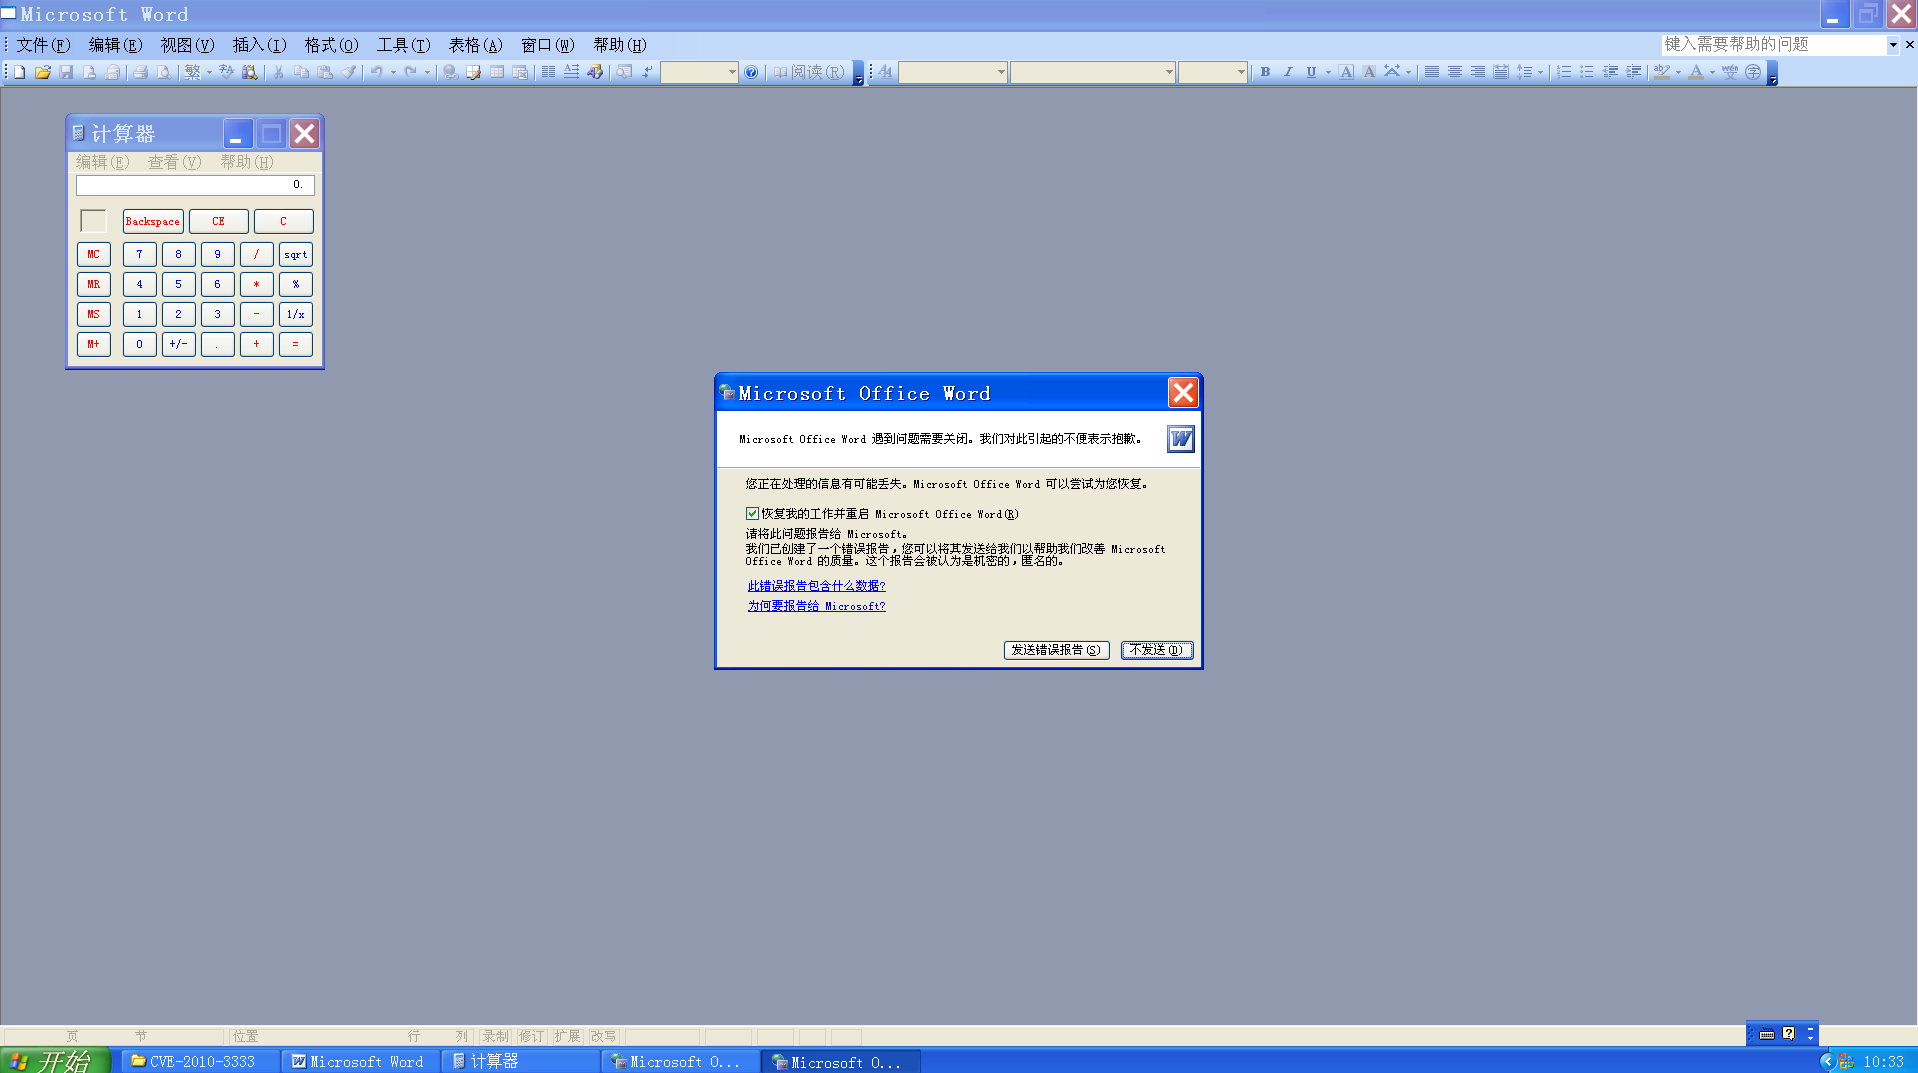 Microsoft Word
文件(F) 编辑(E) 视图(V) 插入(I) 格式(O) 工具(T) 表格(A) 窗口(W) 帮助(H)
键入需要帮助的问题
繁
阅读(R)
B I U A A
A
计算器
编辑(E) 查看(V) 帮助(H)
0.
Backspace CE C
MC 7 8 9 / sqrt
MR 4 5 6 * %
MS 1 2 3 - 1/x
M+ 0 +/- . + =
Microsoft Office Word
Microsoft Office Word 遇到问题需要关闭。我们对此引起的不便表示抱歉。
W
您正在处理的信息有可能丢失。Microsoft Office Word 可以尝试为您恢复。
恢复我的工作并重启 Microsoft Office Word(R)
请将此问题报告给 Microsoft。
我们已创建了一个错误报告，您可以将其发送给我们以帮助我们改善 Microsoft
Office Word 的质量。这个报告会被认为是机密的，匿名的。
此错误报告包含什么数据?
为何要报告给 Microsoft?
发送错误报告(S) 不发送(D)
页 节 位置 行 列 录制 修订 扩展 改写
开始 CVE-2010-3333 Microsoft Word 计算器 Microsoft O... Microsoft O... 10:33